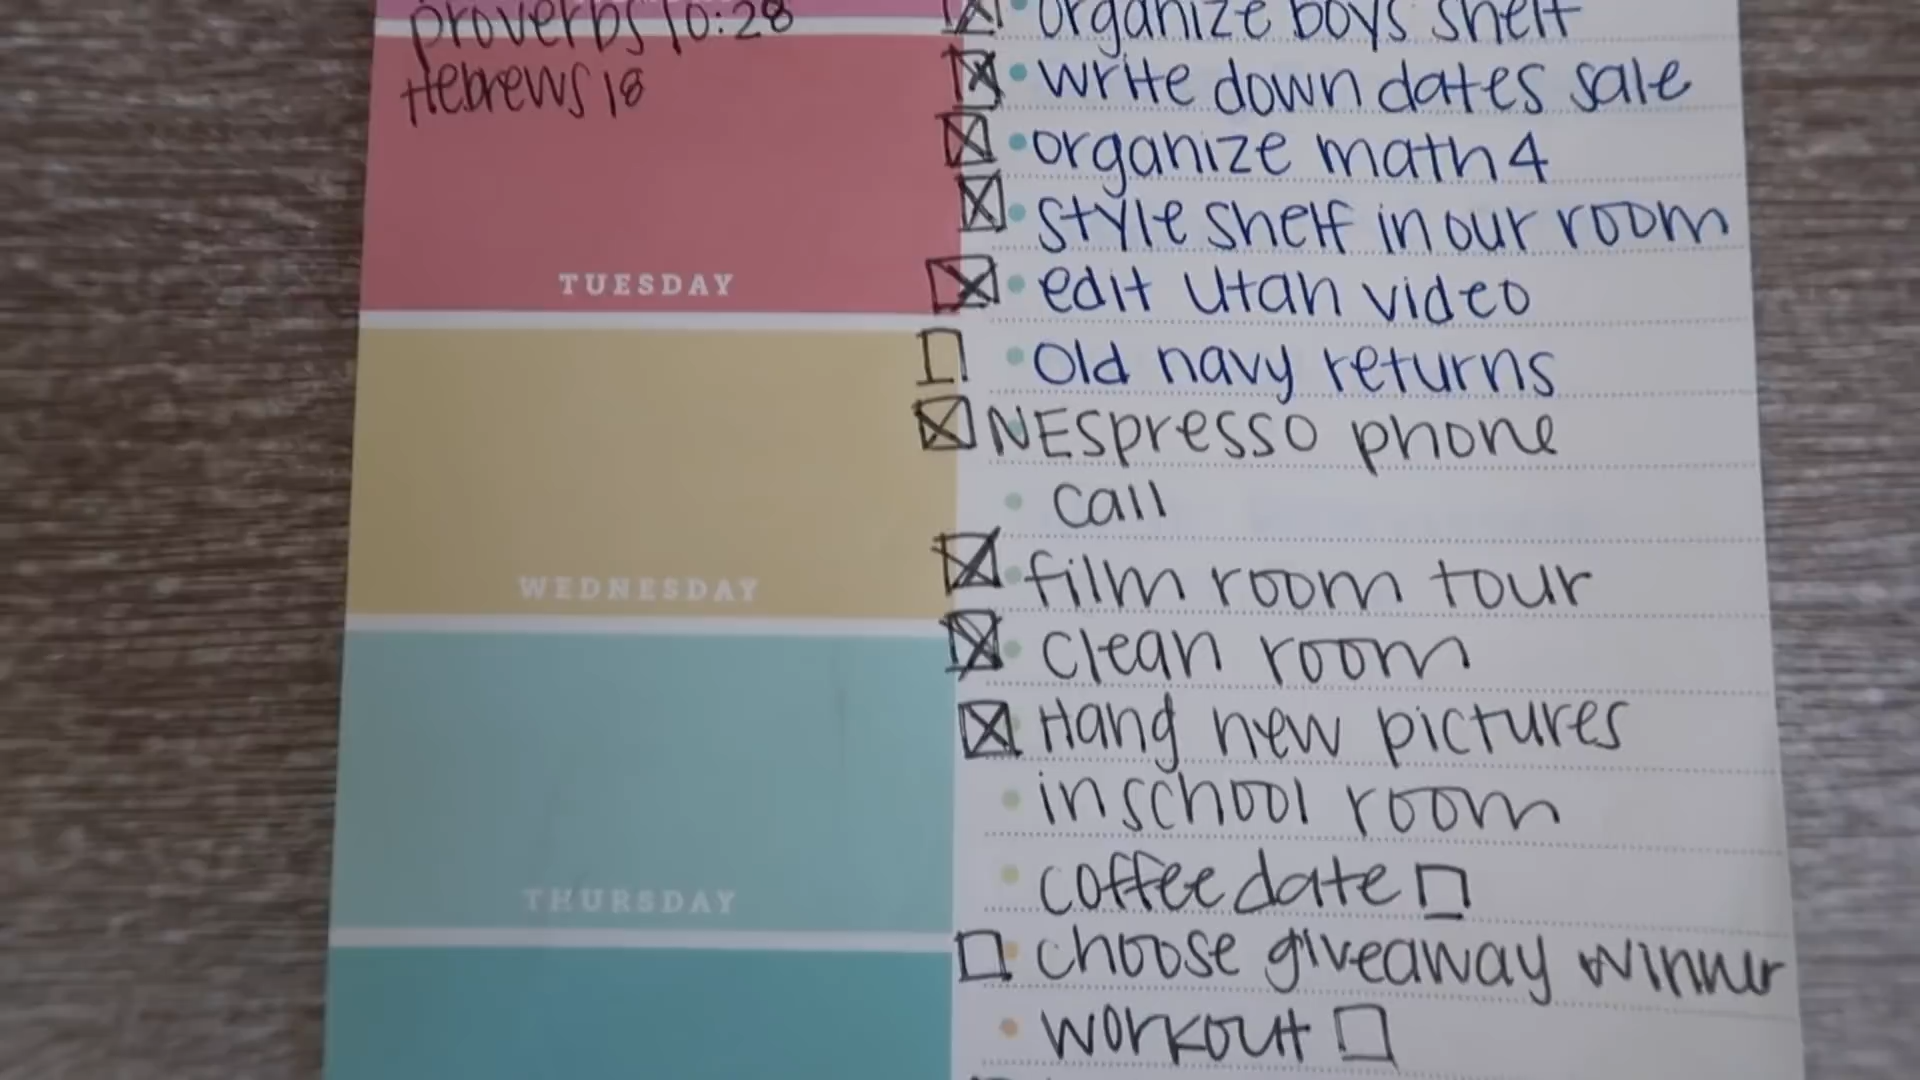 proverbs 10:28
Hebrews 18
TUESDAY
WEDNESDAY
THURSDAY
organize boys shelf
write down dates sale
organize math 4
style shelf in our room
edit Utah video
Old navy returns
NESpresso phone
call
film room tour
clean room
Hang new pictures
in school room
coffee date
choose giveaway winner
workout